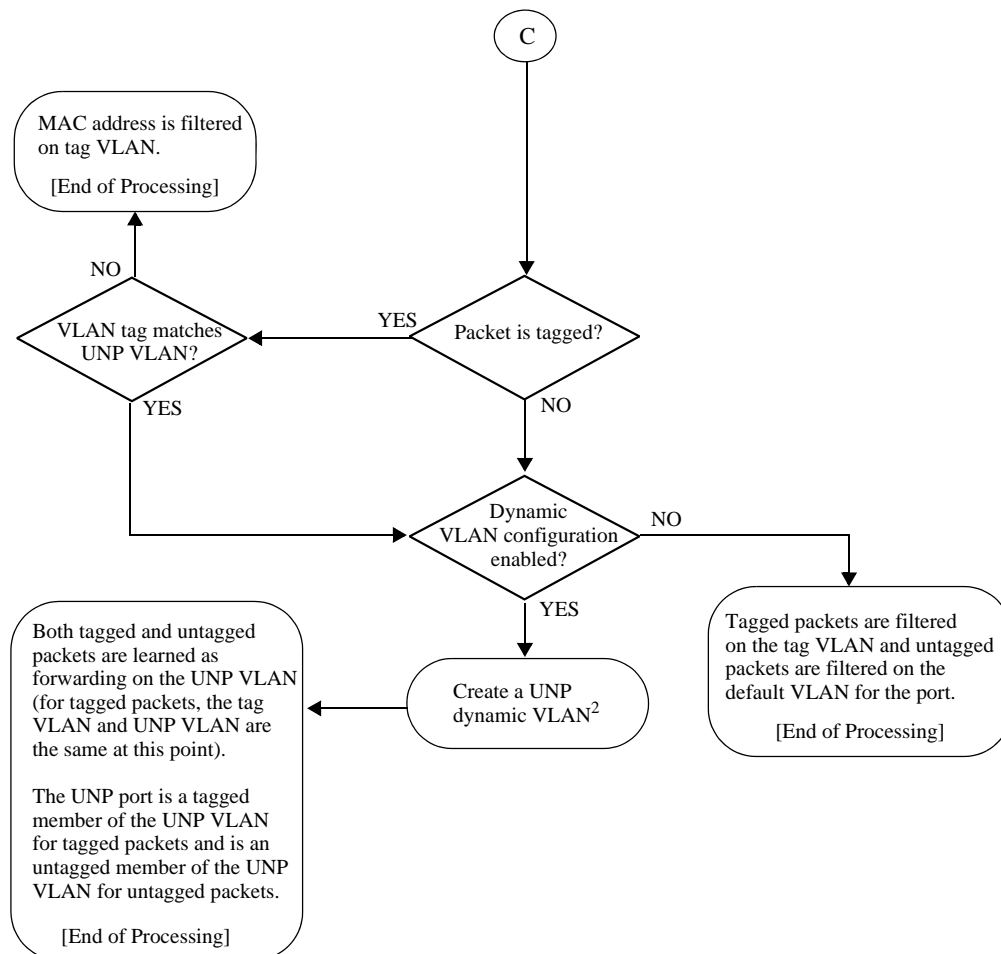 C
MAC address is filtered
on tag VLAN.
[End of Processing]
NO
YES
VLAN tag matches
UNP VLAN?
Packet is tagged?
YES
NO
Dynamic
VLAN configuration
enabled?
NO
YES
Both tagged and untagged
packets are learned as
forwarding on the UNP VLAN
(for tagged packets, the tag
VLAN and UNP VLAN are
the same at this point).
The UNP port is a tagged
member of the UNP VLAN
for tagged packets and is an
untagged member of the UNP
VLAN for untagged packets.
[End of Processing]
Create a UNP
dynamic VLAN2
Tagged packets are filtered
on the tag VLAN and untagged
packets are filtered on the
default VLAN for the port.
[End of Processing]